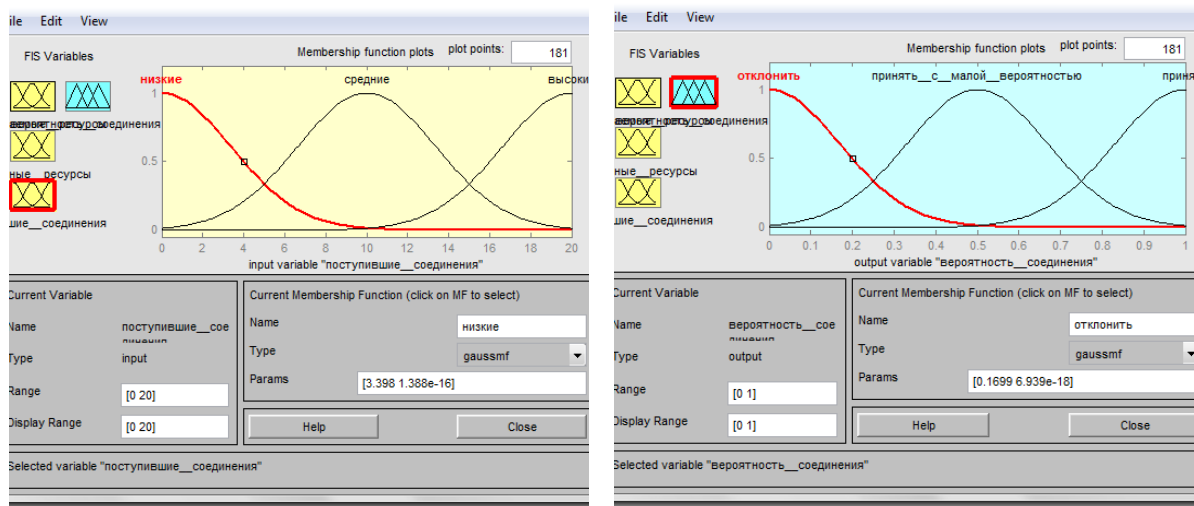 ile Edit View
FIS Variables
Membership function plots plot points: 181
низкие средние высоки
единения
ные__ресурсы
шие__соединения
1
0.5
0
0 2 4 6 8 10 12 14 16 18 20
input variable "поступившие__соединения"
Current Variable
Name поступившие__сое
Type input
Range [0 20]
Display Range [0 20]
Current Membership Function (click on MF to select)
Name низкие
Type gaussmf
Params [3.398 1.388e-16]
Help Close
Selected variable "поступившие__соединения"
ile Edit View
FIS Variables
Membership function plots plot points: 181
отклонить принять__с__малой__вероятностью приня
единения
ные__ресурсы
шие__соединения
1
0.5
0
0 0.1 0.2 0.3 0.4 0.5 0.6 0.7 0.8 0.9 1
output variable "вероятность__соединения"
Current Variable
Name вероятность__сое
Type output
Range [0 1]
Display Range [0 1]
Current Membership Function (click on MF to select)
Name отклонить
Type gaussmf
Params [0.1699 6.939e-18]
Help Close
Selected variable "вероятность__соединения"